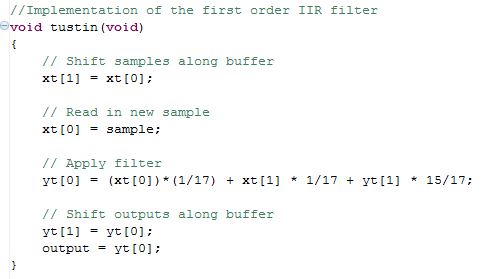 //Implementation of the first order IIR filter
void tustin(void)
{
// Shift samples along buffer
xt[1] = xt[0];
// Read in new sample
xt[0] = sample;
// Apply filter
yt[0] = (xt[0])*(1/17) + xt[1] * 1/17 + yt[1] * 15/17;
// Shift outputs along buffer
yt[1] = yt[0];
output = yt[0];
}